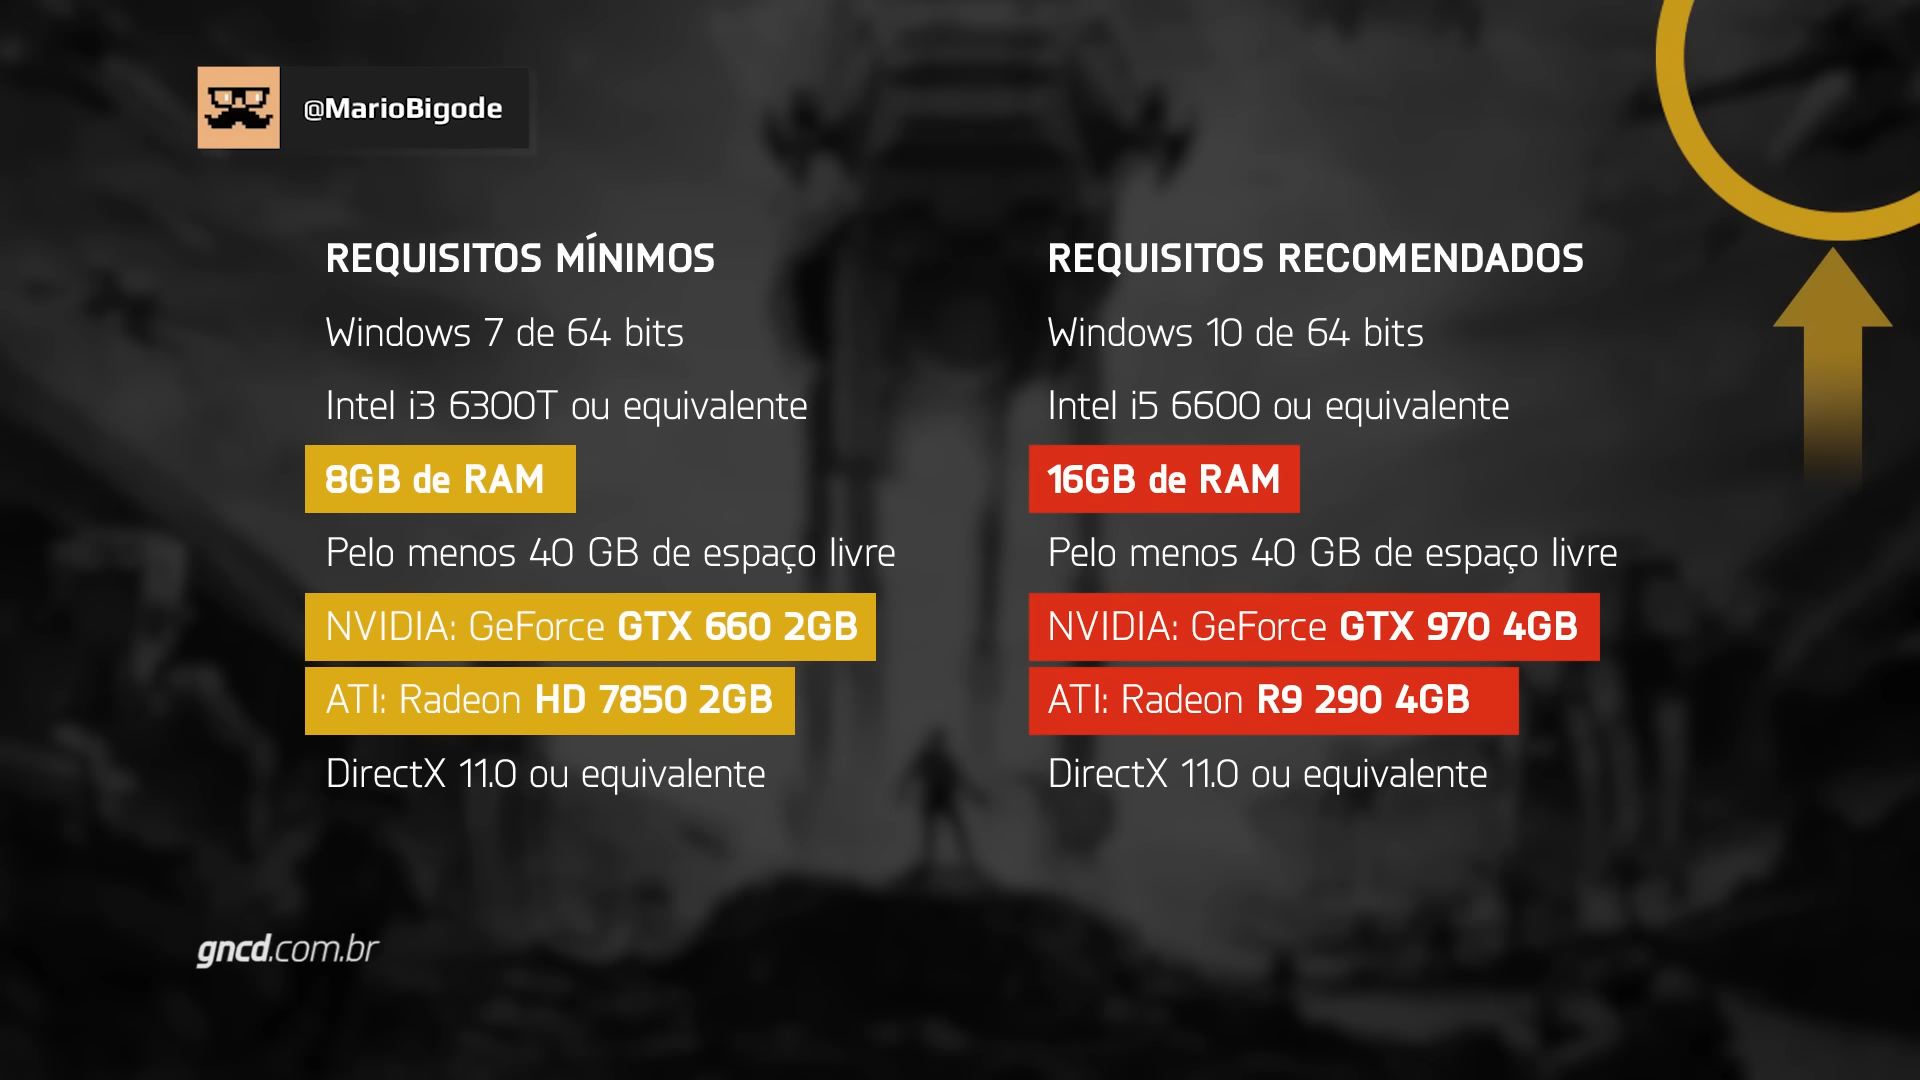 @MarioBigode
REQUISITOS MÍNIMOS
Windows 7 de 64 bits
Intel i3 6300T ou equivalente
8GB de RAM
Pelo menos 40 GB de espaço livre
NVIDIA: GeForce GTX 660 2GB
ATI: Radeon HD 7850 2GB
DirectX 11.0 ou equivalente
REQUISITOS RECOMENDADOS
Windows 10 de 64 bits
Intel i5 6600 ou equivalente
16GB de RAM
Pelo menos 40 GB de espaço livre
NVIDIA: GeForce GTX 970 4GB
ATI: Radeon R9 290 4GB
DirectX 11.0 ou equivalente
gncd.com.br